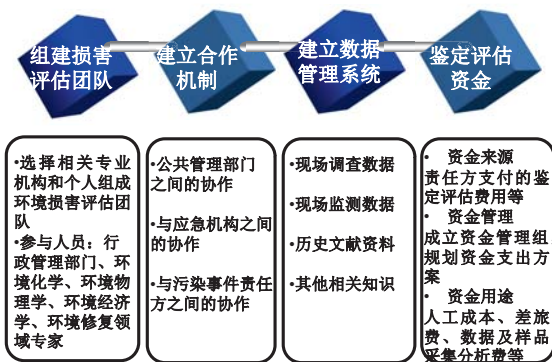 组建损害
评估团队
建立合作
机制
建立数据
管理系统
鉴定评估
资金
•选择相关专业
机构和个人组成
环境损害评估团
队
•参与人员：行
政管理部门、环
境化学、环境物
理学、环境经济
学、环境修复领
域专家
•公共管理部门
之间的协作
•与应急机构之间
的协作
•与污染事件责任
方之间的协作
•现场调查数据
•现场监测数据
•历史文献资料
•其他相关知识
• 资金来源
责任方支付的鉴
定评估费用等
• 资金管理
成立资金管理组
规划资金支出方
案
• 资金用途
人工成本、差旅
费、数据及样品
采集分析费等